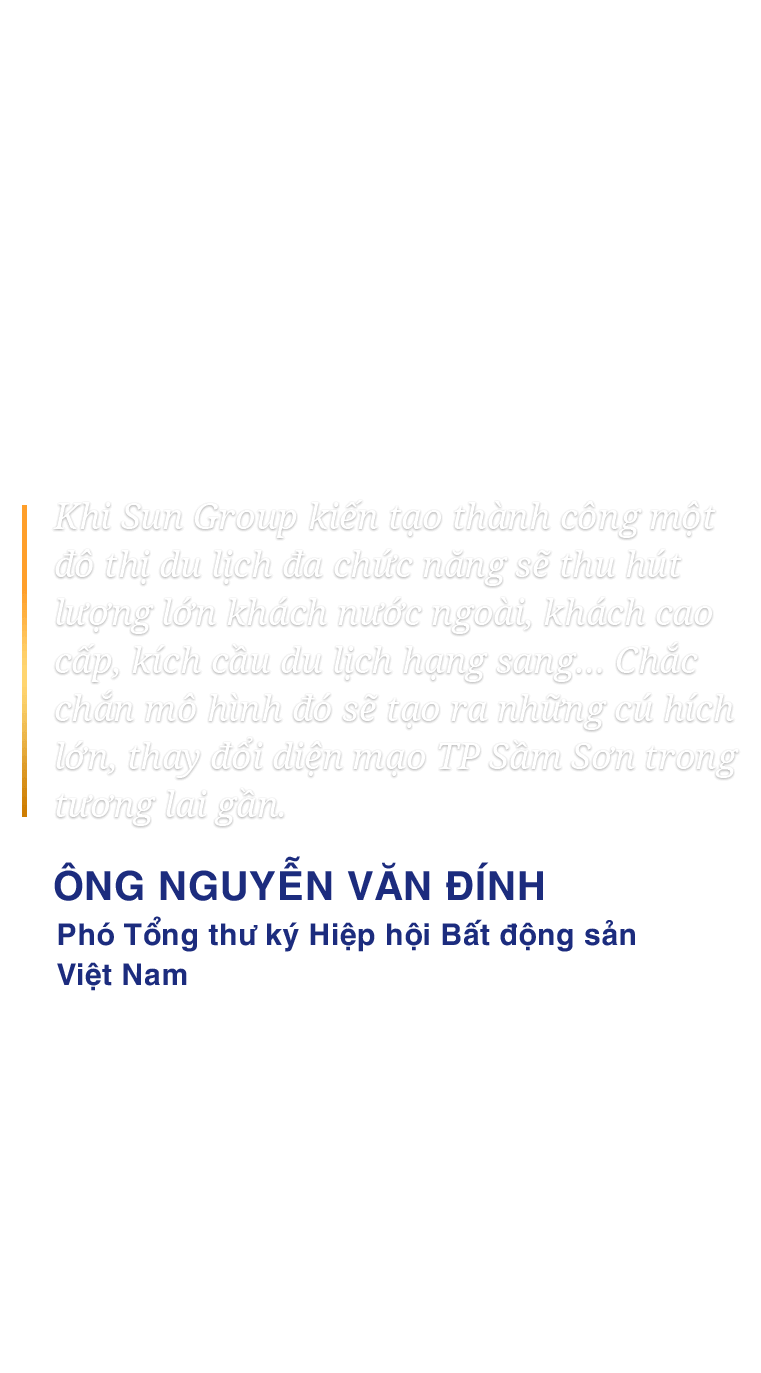 Khi Sun Group kiến tạo thành công một
đô thị du lịch đa chức năng sẽ thu hút
lượng lớn khách nước ngoài, khách cao
cấp, kích cầu du lịch hạng sang... Chắc
chắn mô hình đó sẽ tạo ra những cú hích
lớn, thay đổi diện mạo TP Sầm Sơn trong
tương lai gần.
ÔNG NGUYỄN VĂN ĐÍNH
Phó Tổng thư ký Hiệp hội Bất động sản
Việt Nam